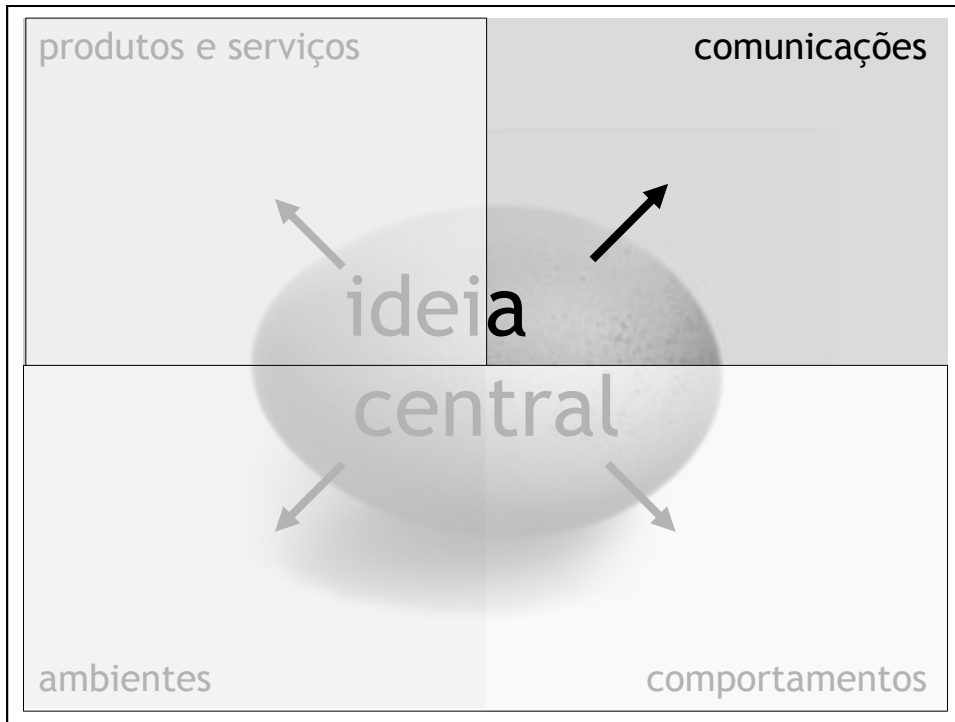 produtos e serviços
comunicações
ideia
central
ambientes
comportamentos